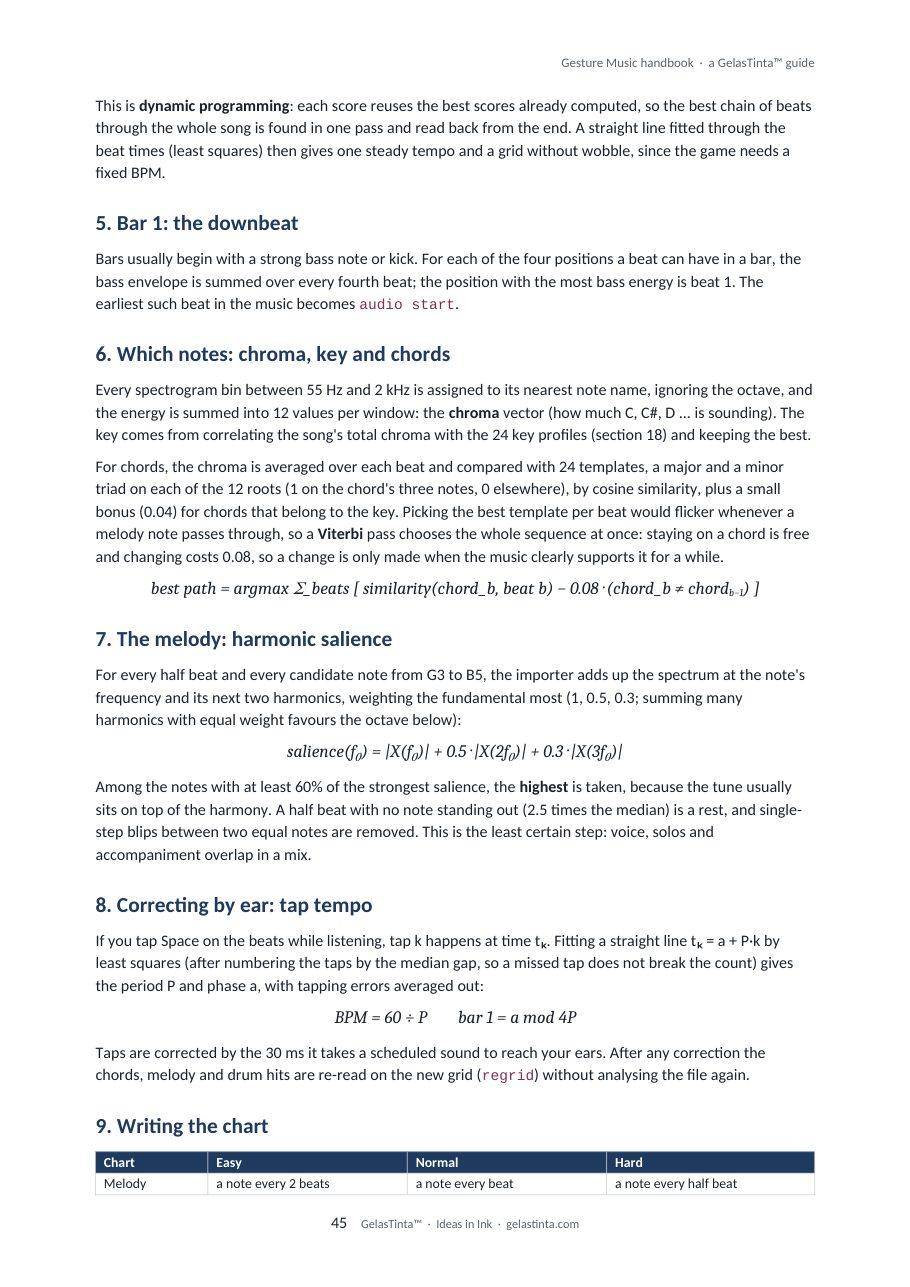 Gesture Music handbook · a GelasTinta™ guide
This is dynamic programming: each score reuses the best scores already computed, so the best chain of beats
through the whole song is found in one pass and read back from the end. A straight line fitted through the
beat times (least squares) then gives one steady tempo and a grid without wobble, since the game needs a
fixed BPM.
5. Bar 1: the downbeat
Bars usually begin with a strong bass note or kick. For each of the four positions a beat can have in a bar, the
bass envelope is summed over every fourth beat; the position with the most bass energy is beat 1. The
earliest such beat in the music becomes audio start.
6. Which notes: chroma, key and chords
Every spectrogram bin between 55 Hz and 2 kHz is assigned to its nearest note name, ignoring the octave, and
the energy is summed into 12 values per window: the chroma vector (how much C, C#, D ... is sounding). The
key comes from correlating the song's total chroma with the 24 key profiles (section 18) and keeping the best.
For chords, the chroma is averaged over each beat and compared with 24 templates, a major and a minor
triad on each of the 12 roots (1 on the chord's three notes, 0 elsewhere), by cosine similarity, plus a small
bonus (0.04) for chords that belong to the key. Picking the best template per beat would flicker whenever a
melody note passes through, so a Viterbi pass chooses the whole sequence at once: staying on a chord is free
and changing costs 0.08, so a change is only made when the music clearly supports it for a while.
best path = argmax Σ_beats [ similarity(chord_b, beat b) − 0.08·(chord_b ≠ chord_{b−1}) ]
7. The melody: harmonic salience
For every half beat and every candidate note from G3 to B5, the importer adds up the spectrum at the note's
frequency and its next two harmonics, weighting the fundamental most (1, 0.5, 0.3; summing many
harmonics with equal weight favours the octave below):
salience(f₀) = |X(f₀)| + 0.5·|X(2f₀)| + 0.3·|X(3f₀)|
Among the notes with at least 60% of the strongest salience, the highest is taken, because the tune usually
sits on top of the harmony. A half beat with no note standing out (2.5 times the median) is a rest, and single-
step blips between two equal notes are removed. This is the least certain step: voice, solos and
accompaniment overlap in a mix.
8. Correcting by ear: tap tempo
If you tap Space on the beats while listening, tap k happens at time tₖ. Fitting a straight line tₖ = a + P·k by
least squares (after numbering the taps by the median gap, so a missed tap does not break the count) gives
the period P and phase a, with tapping errors averaged out:
BPM = 60 ÷ P bar 1 = a mod 4P
Taps are corrected by the 30 ms it takes a scheduled sound to reach your ears. After any correction the
chords, melody and drum hits are re-read on the new grid (regrid) without analysing the file again.
9. Writing the chart
Chart Easy Normal Hard
Melody a note every 2 beats a note every beat a note every half beat
45 GelasTinta™ · Ideas in Ink · gelastinta.com